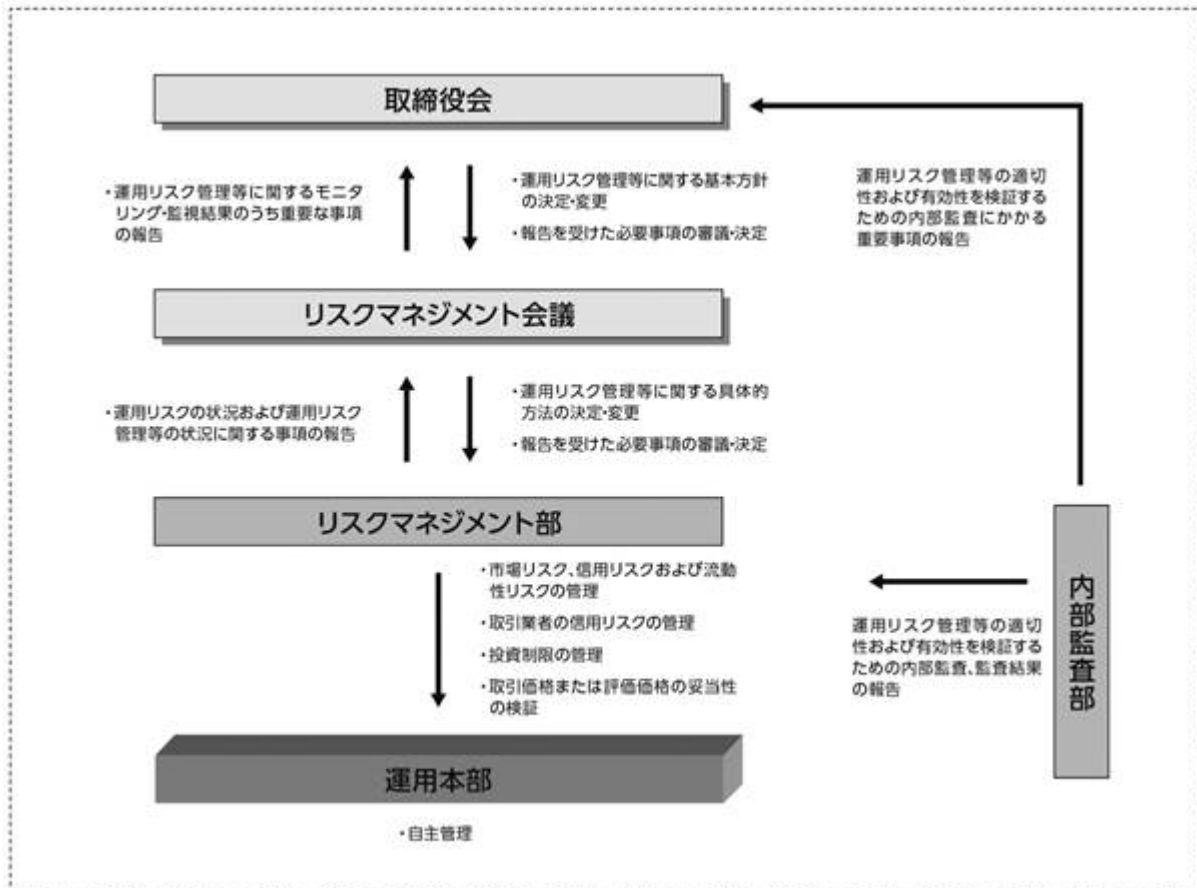 取締役会
・運用リスク管理等に関するモニタ
リング・監視結果のうち重要な事項
の報告
・運用リスク管理等に関する基本方針
の決定・変更
・報告を受けた必要事項の審議・決定
運用リスク管理等の適切
性および有効性を検証す
るための内部監査にかかる
重要事項の報告
リスクマネジメント会議
・運用リスクの状況および運用リスク
管理等の状況に関する事項の報告
・運用リスク管理等に関する具体的
方法の決定・変更
・報告を受けた必要事項の審議・決定
リスクマネジメント部
・市場リスク、信用リスクおよび流動
性リスクの管理
・取引業者の信用リスクの管理
・投資制限の管理
・取引価格または評価価格の妥当性
の検証
運用リスク管理等の適切
性および有効性を検証する
ための内部監査、監査結果
の報告
内部監査部
運用本部
・自主管理